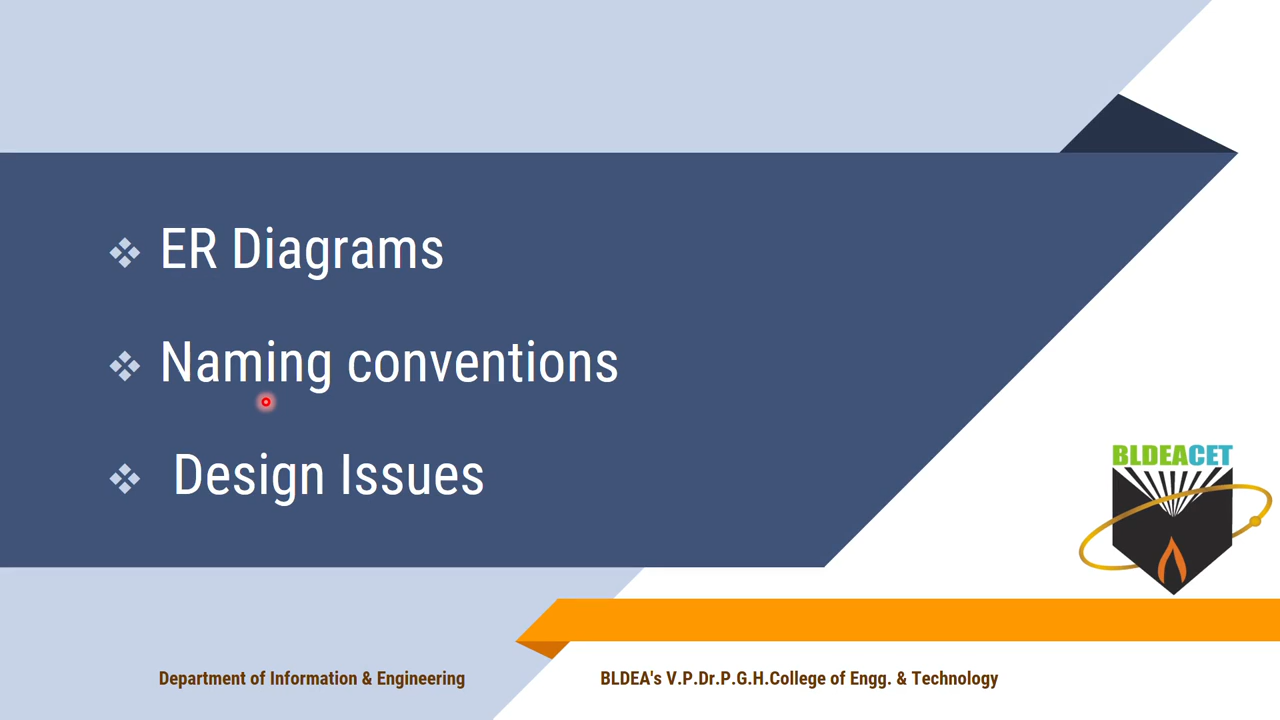 ER Diagrams
Naming conventions
Design Issues
BLDEACET
Department of Information & Engineering
BLDEA's V.P.Dr.P.G.H.College of Engg. & Technology